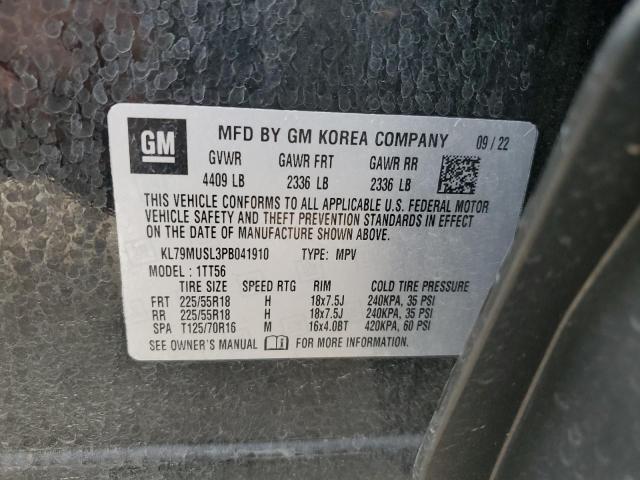 GM MFD BY GM KOREA COMPANY 09/22
GVWR GAWR FRT GAWR RR
4409 LB 2336 LB 2336 LB
THIS VEHICLE CONFORMS TO ALL APPLICABLE U.S. FEDERAL MOTOR
VEHICLE SAFETY AND THEFT PREVENTION STANDARDS IN EFFECT
ON THE DATE OF MANUFACTURE SHOWN ABOVE.
KL79MUSL3PB041910 TYPE: MPV
MODEL: 1TT56
TIRE SIZE SPEED RTG RIM COLD TIRE PRESSURE
FRT 225/55R18 H 18x7.5J 240KPA, 35 PSI
RR 225/55R18 H 18x7.5J 240KPA, 35 PSI
SPA T125/70R16 M 16x4.0BT 420KPA, 60 PSI
SEE OWNER'S MANUAL FOR MORE INFORMATION.